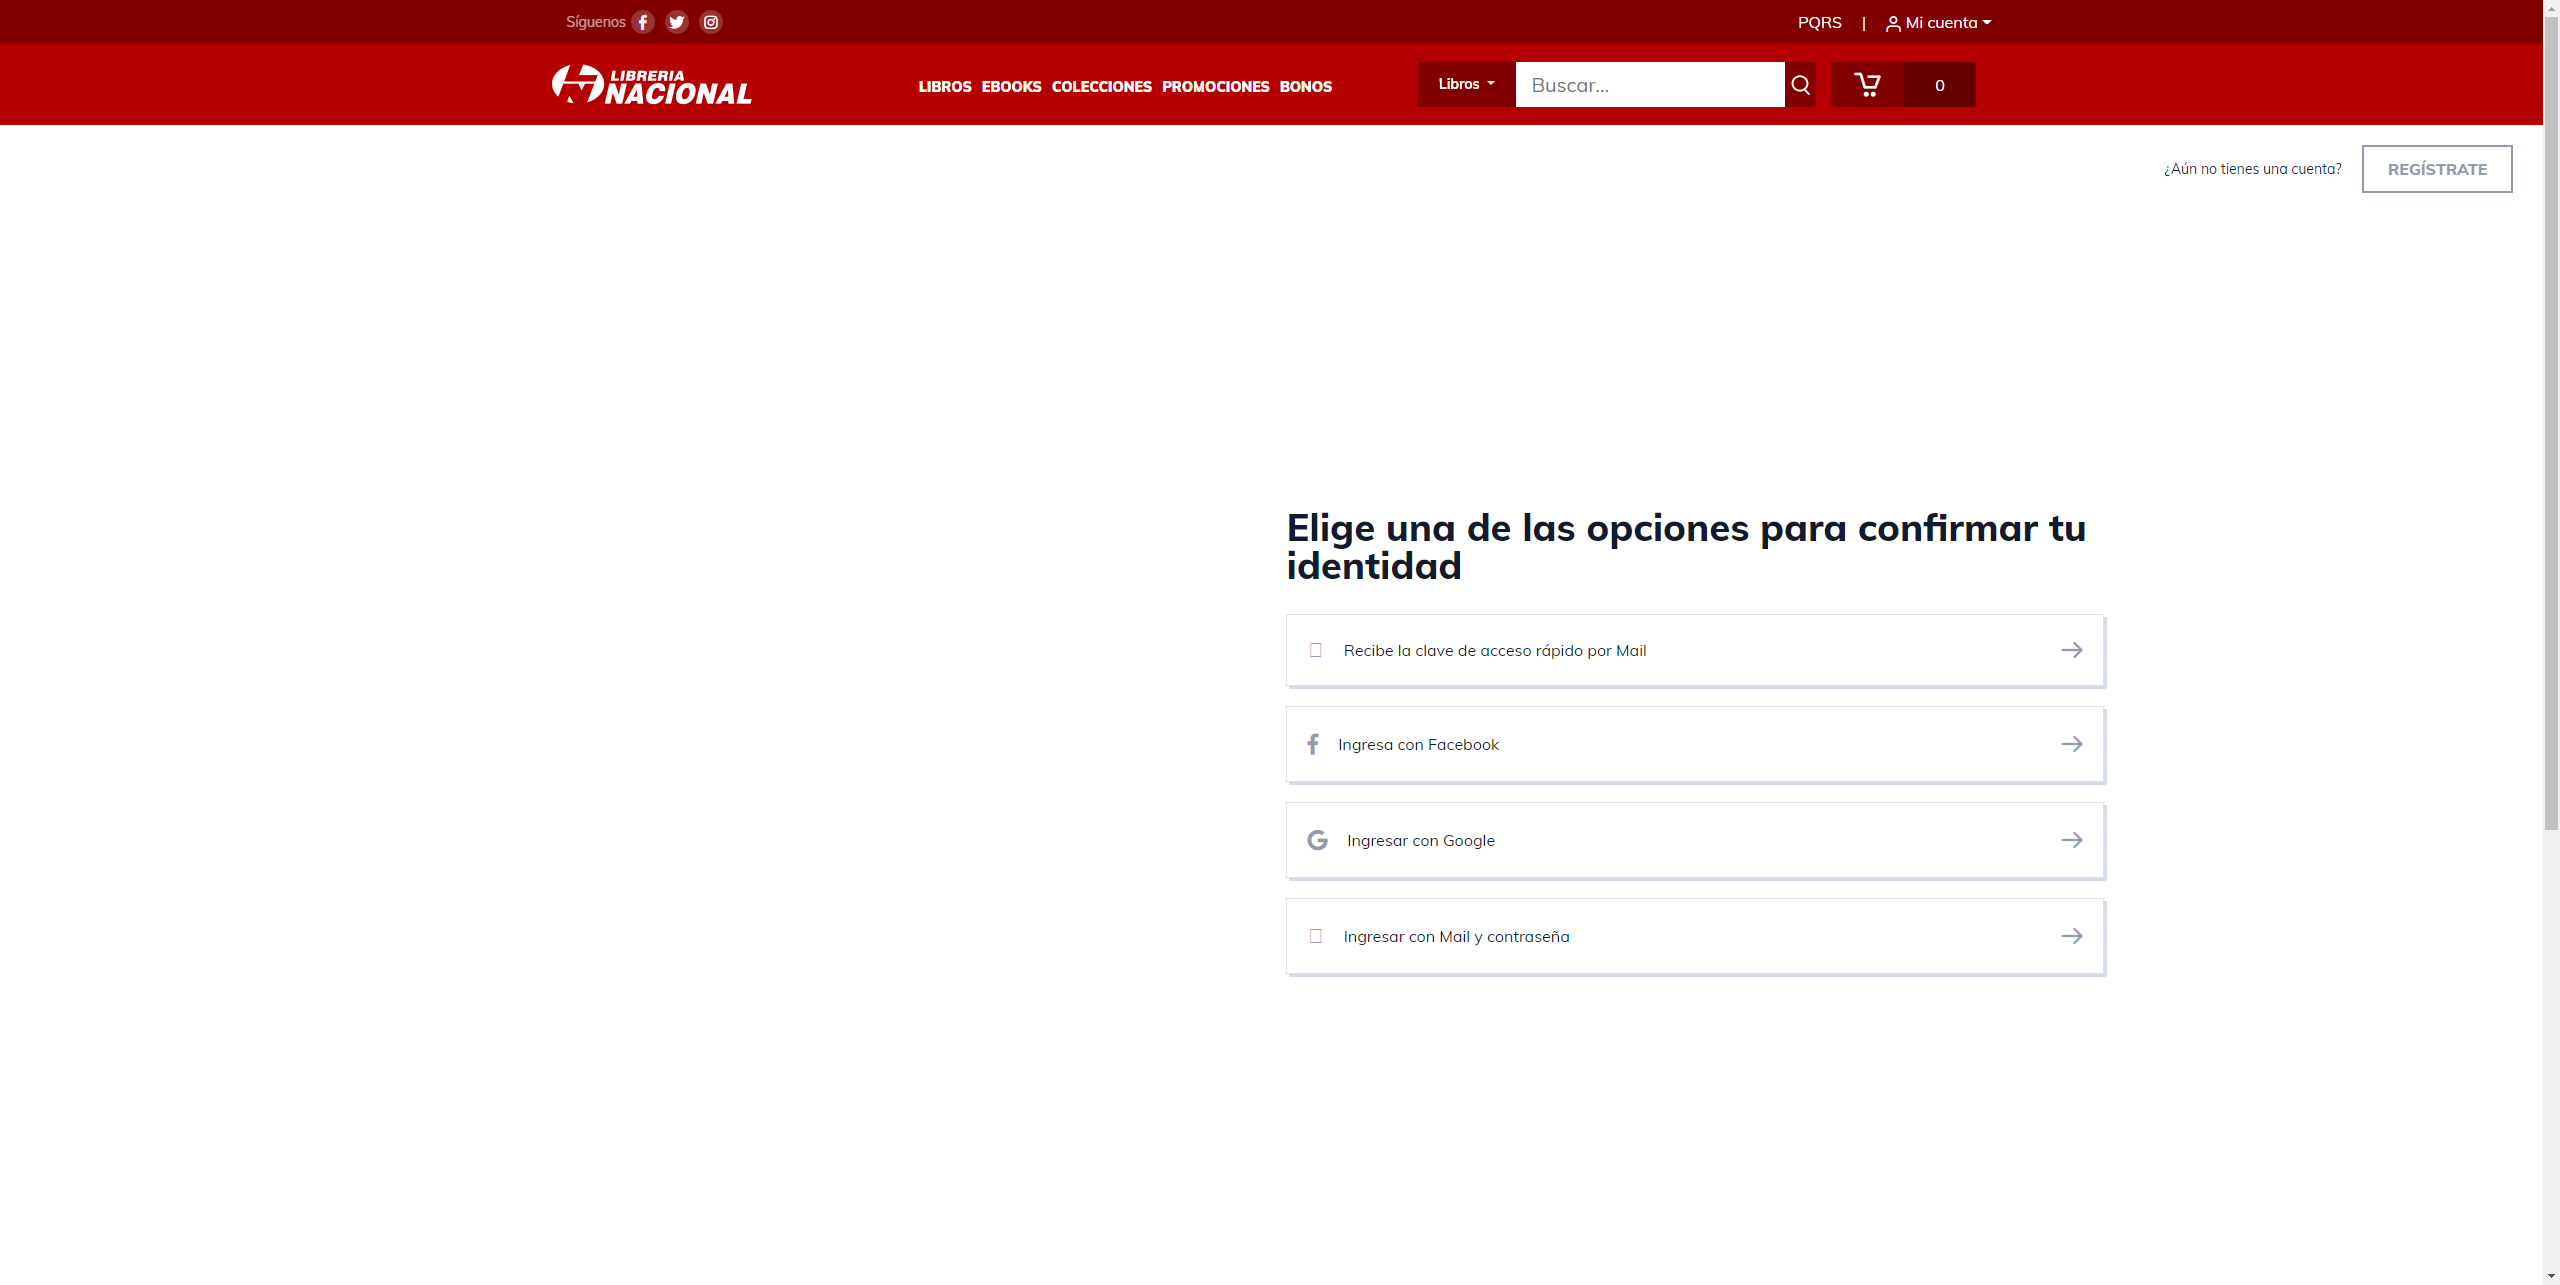 Síguenos
PQRS | Mi cuenta
LIBRERIA
NACIONAL
LIBROS EBOOKS COLECCIONES PROMOCIONES BONOS
Libros
Buscar...
0
¿Aún no tienes una cuenta?
REGÍSTRATE
Elige una de las opciones para confirmar tu
identidad
Recibe la clave de acceso rápido por Mail
Ingresa con Facebook
Ingresar con Google
Ingresar con Mail y contraseña